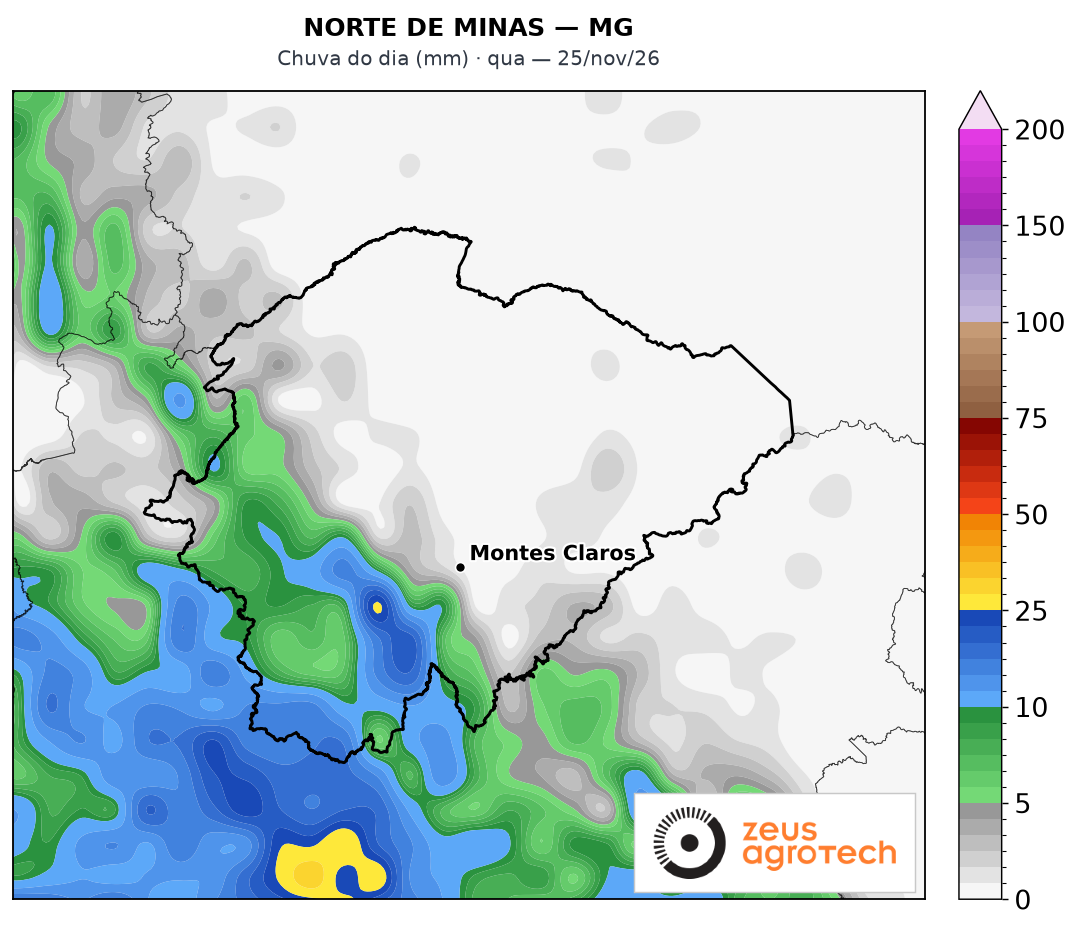 NORTE DE MINAS — MG
Chuva do dia (mm) · qua — 25/nov/26
200
150
100
75
50
25
10
5
0
Montes Claros
zeus
agrotech